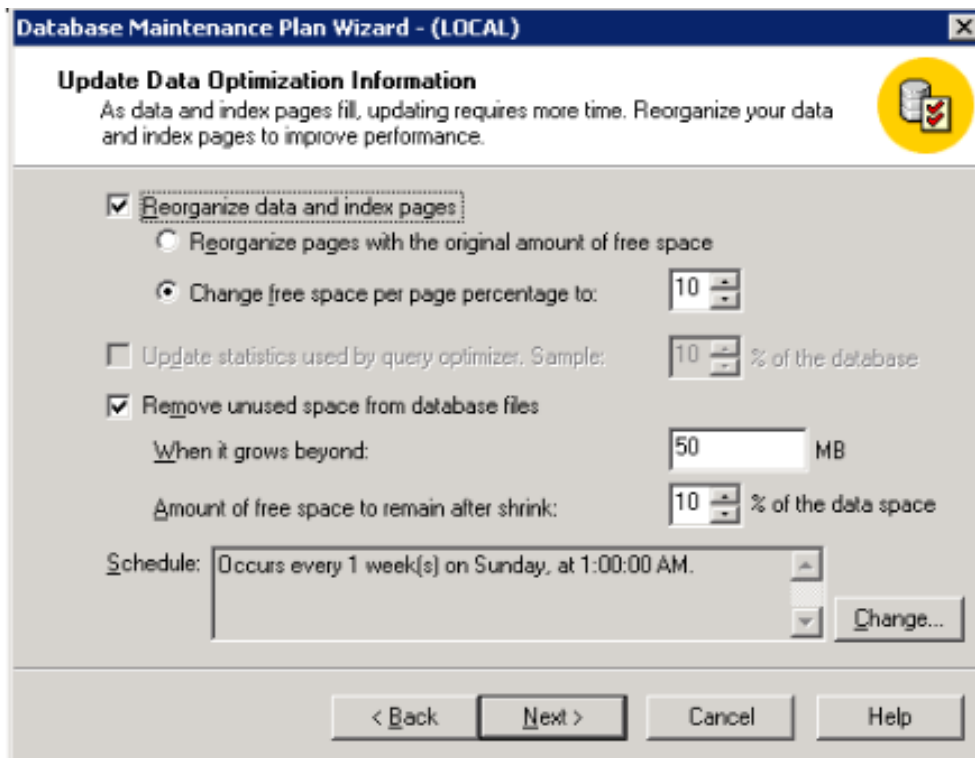 Database Maintenance Plan Wizard - (LOCAL)
Update Data Optimization Information
As data and index pages fill, updating requires more time. Reorganize your data
and index pages to improve performance.
Reorganize data and index pages
Reorganize pages with the original amount of free space
Change free space per page percentage to: 10
Update statistics used by query optimizer. Sample: 10 % of the database
Remove unused space from database files
When it grows beyond: 50 MB
Amount of free space to remain after shrink: 10 % of the data space
Schedule: Occurs every 1 week(s) on Sunday, at 1:00:00 AM.
Change...
< Back Next > Cancel Help